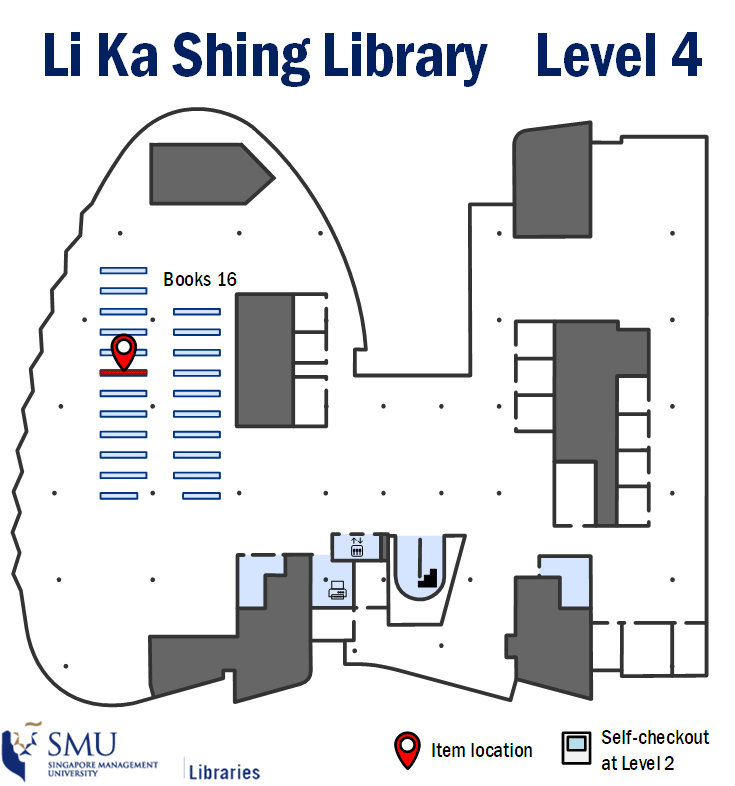 Li Ka Shing Library Level 4
Books 16
Item location
Self-checkout
at Level 2
SMU
SINGAPORE MANAGEMENT
UNIVERSITY
Libraries